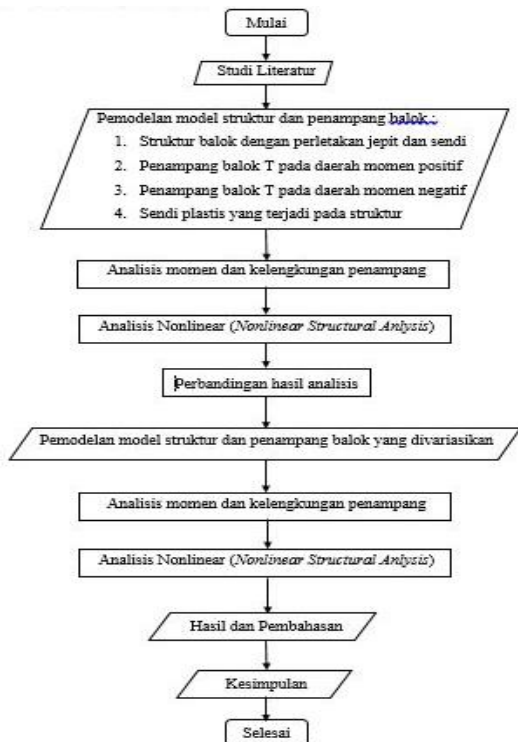 Mulai
Studi Literatur
Pemodelan model struktur dan penampang balok :
1. Struktur balok dengan perletakan jepit dan sendi
2. Penampang balok T pada daerah momen positif
3. Penampang balok T pada daerah momen negatif
4. Sendi plastis yang terjadi pada struktur
Analisis momen dan kelengkungan penampang
Analisis Nonlinear (Nonlinear Structural Anlysis)
Perbandingan hasil analisis
Pemodelan model struktur dan penampang balok yang divariasikan
Analisis momen dan kelengkungan penampang
Analisis Nonlinear (Nonlinear Structural Anlysis)
Hasil dan Pembahasan
Kesimpulan
Selesai